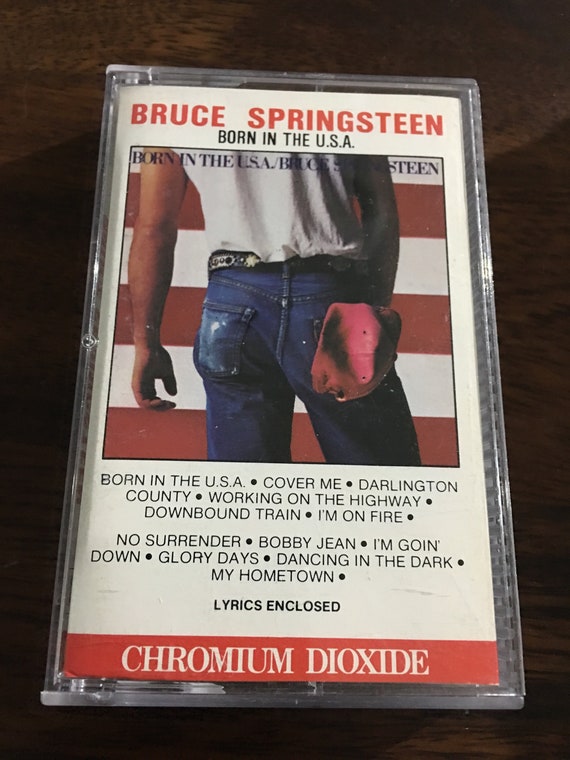 BRUCE SPRINGSTEEN
BORN IN THE U.S.A.
BORN IN THE U.S.A./BRUCE S STEEN
BORN IN THE U.S.A. • COVER ME • DARLINGTON
COUNTY • WORKING ON THE HIGHWAY •
DOWNBOUND TRAIN • I'M ON FIRE •
NO SURRENDER • BOBBY JEAN • I'M GOIN'
DOWN • GLORY DAYS • DANCING IN THE DARK •
MY HOMETOWN •
LYRICS ENCLOSED
CHROMIUM DIOXIDE